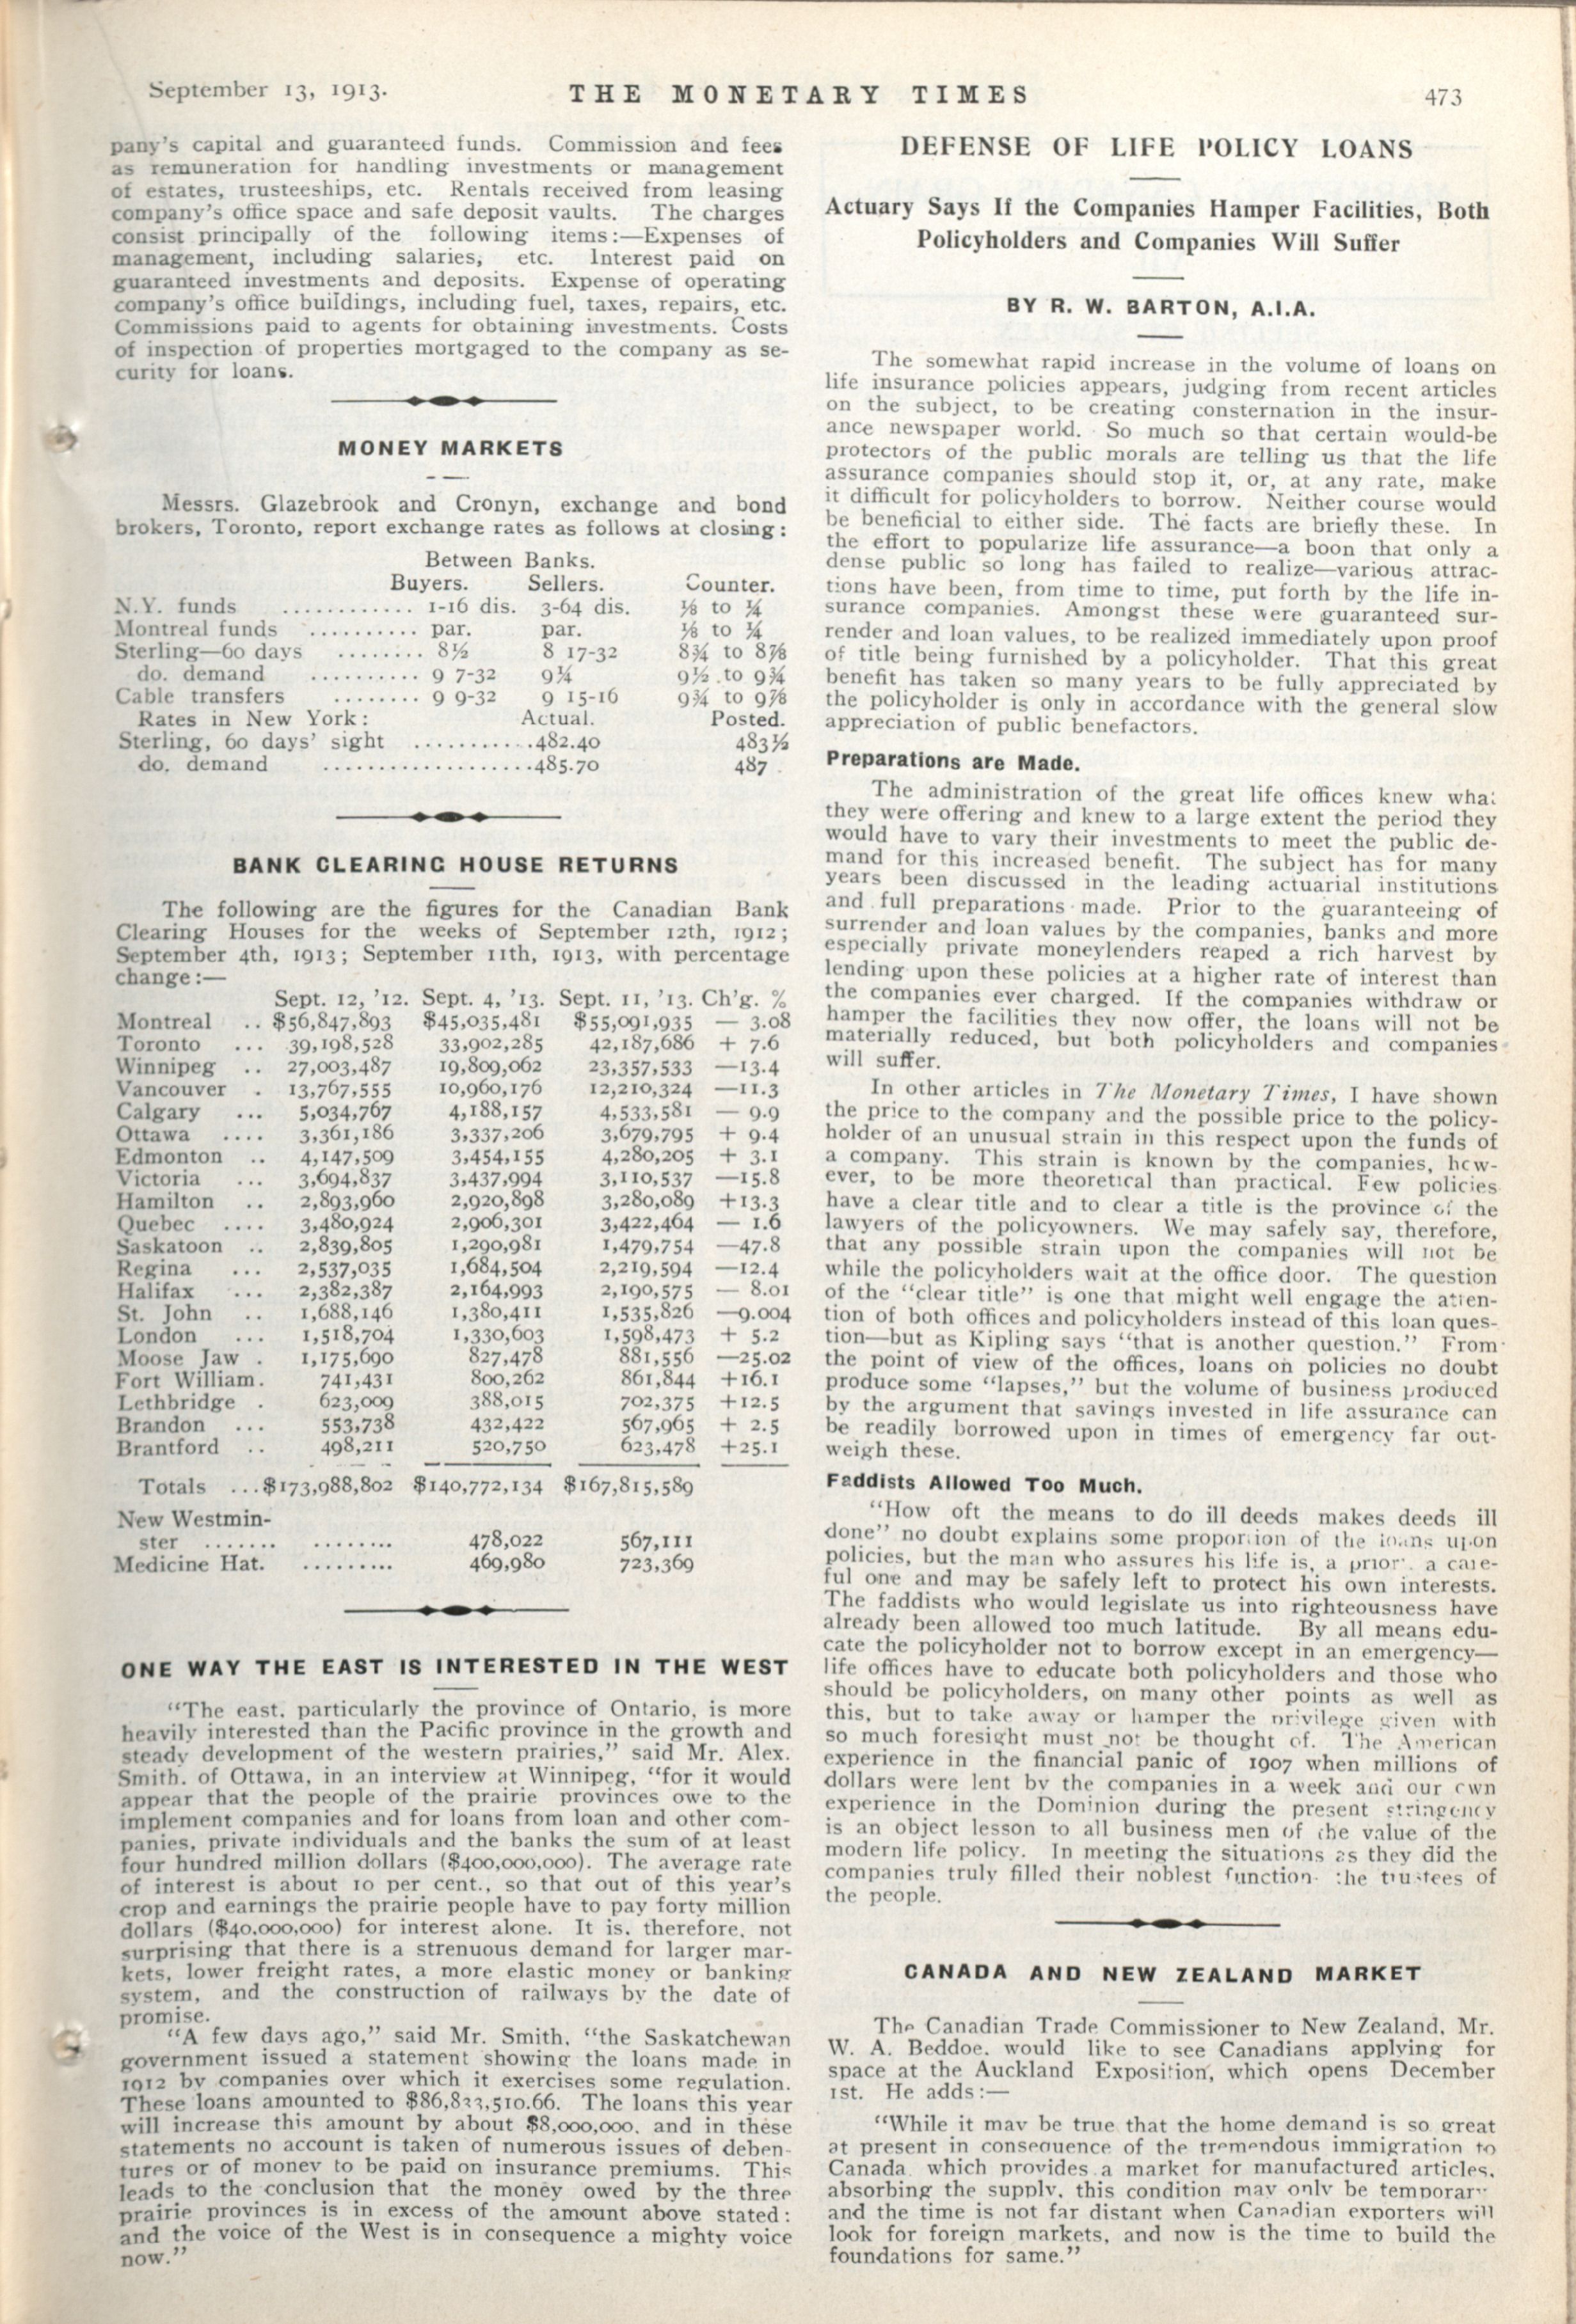 September 13, 1913.
THE MONETARY TIMES
473
pany's capital and guaranteed funds. Commission and fees
as remuneration for handling investments or management
of estates, trusteeships, etc. Rentals received from leasing
company's office space and safe deposit vaults. The charges
consist principally of the following items:—Expenses of
management, including salaries, etc. Interest paid on
guaranteed investments and deposits. Expense of operating
company's office buildings, including fuel, taxes, repairs, etc.
Commissions paid to agents for obtaining investments. Costs
of inspection of properties mortgaged to the company as se-
curity for loans.
MONEY MARKETS
Messrs. Glazebrook and Cronyn, exchange and bond
brokers, Toronto, report exchange rates as follows at closing:
Between Banks.
Buyers. Sellers. Counter.
N.Y. funds ............ 1-16 dis. 3-64 dis. ⅛ to ¼
Montreal funds .......... par. par. ⅛ to ¼
Sterling—60 days ........ 8½ 8 17-32 8¾ to 8⅞
do. demand .......... 9 7-32 9¼ 9½ to 9¾
Cable transfers ........ 9 9-32 9 15-16 9¾ to 9⅞
Rates in New York: Actual. Posted.
Sterling, 60 days' sight ...........482.40 483½
do. demand ...................485.70 487
BANK CLEARING HOUSE RETURNS
The following are the figures for the Canadian Bank
Clearing Houses for the weeks of September 12th, 1912;
September 4th, 1913; September 11th, 1913, with percentage
change:—
Sept. 12, '12. Sept. 4, '13. Sept. 11, '13. Ch'g. %
Montreal .. $56,847,893 $45,035,481 $55,091,935 — 3.08
Toronto ... 39,198,528 33,902,285 42,187,686 + 7.6
Winnipeg .. 27,003,487 19,809,062 23,357,533 —13.4
Vancouver . 13,767,555 10,960,176 12,210,324 —11.3
Calgary ... 5,034,767 4,188,157 4,533,581 — 9.9
Ottawa .... 3,361,186 3,337,206 3,679,795 + 9.4
Edmonton .. 4,147,509 3,454,155 4,280,205 + 3.1
Victoria ... 3,694,837 3,437,994 3,110,537 —15.8
Hamilton .. 2,893,960 2,920,898 3,280,089 +13.3
Quebec .... 3,480,924 2,906,301 3,422,464 — 1.6
Saskatoon .. 2,839,805 1,290,981 1,479,754 —47.8
Regina ... 2,537,035 1,684,504 2,219,594 —12.4
Halifax ... 2,382,387 2,164,993 2,190,575 — 8.01
St. John .. 1,688,146 1,380,411 1,535,826 —9.004
London ... 1,518,704 1,330,603 1,598,473 + 5.2
Moose Jaw . 1,175,690 827,478 881,556 —25.02
Fort William. 741,431 800,262 861,844 +16.1
Lethbridge . 623,009 388,015 702,375 +12.5
Brandon ... 553,738 432,422 567,965 + 2.5
Brantford .. 498,211 520,750 623,478 +25.1
Totals ...$173,988,802 $140,772,134 $167,815,589
New Westmin-
ster ....... ........ 478,022 567,111
Medicine Hat. ......... 469,980 723,369
ONE WAY THE EAST IS INTERESTED IN THE WEST
"The east, particularly the province of Ontario, is more
heavily interested than the Pacific province in the growth and
steady development of the western prairies," said Mr. Alex.
Smith, of Ottawa, in an interview at Winnipeg, "for it would
appear that the people of the prairie provinces owe to the
implement companies and for loans from loan and other com-
panies, private individuals and the banks the sum of at least
four hundred million dollars ($400,000,000). The average rate
of interest is about 10 per cent., so that out of this year's
crop and earnings the prairie people have to pay forty million
dollars ($40,000,000) for interest alone. It is, therefore, not
surprising that there is a strenuous demand for larger mar-
kets, lower freight rates, a more elastic money or banking
system, and the construction of railways by the date of
promise.
"A few days ago," said Mr. Smith, "the Saskatchewan
government issued a statement showing the loans made in
1912 by companies over which it exercises some regulation.
These loans amounted to $86,833,510.66. The loans this year
will increase this amount by about $8,000,000, and in these
statements no account is taken of numerous issues of deben-
tures or of money to be paid on insurance premiums. This
leads to the conclusion that the money owed by the three
prairie provinces is in excess of the amount above stated:
and the voice of the West is in consequence a mighty voice
now."
DEFENSE OF LIFE POLICY LOANS
Actuary Says If the Companies Hamper Facilities, Both
Policyholders and Companies Will Suffer
BY R. W. BARTON, A.I.A.
The somewhat rapid increase in the volume of loans on
life insurance policies appears, judging from recent articles
on the subject, to be creating consternation in the insur-
ance newspaper world. So much so that certain would-be
protectors of the public morals are telling us that the life
assurance companies should stop it, or, at any rate, make
it difficult for policyholders to borrow. Neither course would
be beneficial to either side. The facts are briefly these. In
the effort to popularize life assurance—a boon that only a
dense public so long has failed to realize—various attrac-
tions have been, from time to time, put forth by the life in-
surance companies. Amongst these were guaranteed sur-
render and loan values, to be realized immediately upon proof
of title being furnished by a policyholder. That this great
benefit has taken so many years to be fully appreciated by
the policyholder is only in accordance with the general slow
appreciation of public benefactors.
Preparations are Made.
The administration of the great life offices knew what
they were offering and knew to a large extent the period they
would have to vary their investments to meet the public de-
mand for this increased benefit. The subject has for many
years been discussed in the leading actuarial institutions
and full preparations made. Prior to the guaranteeing of
surrender and loan values by the companies, banks and more
especially private moneylenders reaped a rich harvest by
lending upon these policies at a higher rate of interest than
the companies ever charged. If the companies withdraw or
hamper the facilities they now offer, the loans will not be
materially reduced, but both policyholders and companies
will suffer.
In other articles in The Monetary Times, I have shown
the price to the company and the possible price to the policy-
holder of an unusual strain in this respect upon the funds of
a company. This strain is known by the companies, how-
ever, to be more theoretical than practical. Few policies
have a clear title and to clear a title is the province of the
lawyers of the policyowners. We may safely say, therefore,
that any possible strain upon the companies will not be
while the policyholders wait at the office door. The question
of the "clear title" is one that might well engage the atten-
tion of both offices and policyholders instead of this loan ques-
tion—but as Kipling says "that is another question." From
the point of view of the offices, loans on policies no doubt
produce some "lapses," but the volume of business produced
by the argument that savings invested in life assurance can
be readily borrowed upon in times of emergency far out-
weigh these.
Faddists Allowed Too Much.
"How oft the means to do ill deeds makes deeds ill
done" no doubt explains some proportion of the loans upon
policies, but the man who assures his life is, a priori, a care-
ful one and may be safely left to protect his own interests.
The faddists who would legislate us into righteousness have
already been allowed too much latitude. By all means edu-
cate the policyholder not to borrow except in an emergency—
life offices have to educate both policyholders and those who
should be policyholders, on many other points as well as
this, but to take away or hamper the privilege given with
so much foresight must not be thought of. The American
experience in the financial panic of 1907 when millions of
dollars were lent by the companies in a week and our own
experience in the Dominion during the present stringency
is an object lesson to all business men of the value of the
modern life policy. In meeting the situations as they did the
companies truly filled their noblest function the trustees of
the people.
CANADA AND NEW ZEALAND MARKET
The Canadian Trade Commissioner to New Zealand, Mr.
W. A. Beddoe, would like to see Canadians applying for
space at the Auckland Exposition, which opens December
1st. He adds:—
"While it may be true that the home demand is so great
at present in consequence of the tremendous immigration to
Canada, which provides a market for manufactured articles,
absorbing the supply, this condition may only be temporary
and the time is not far distant when Canadian exporters will
look for foreign markets, and now is the time to build the
foundations for same."